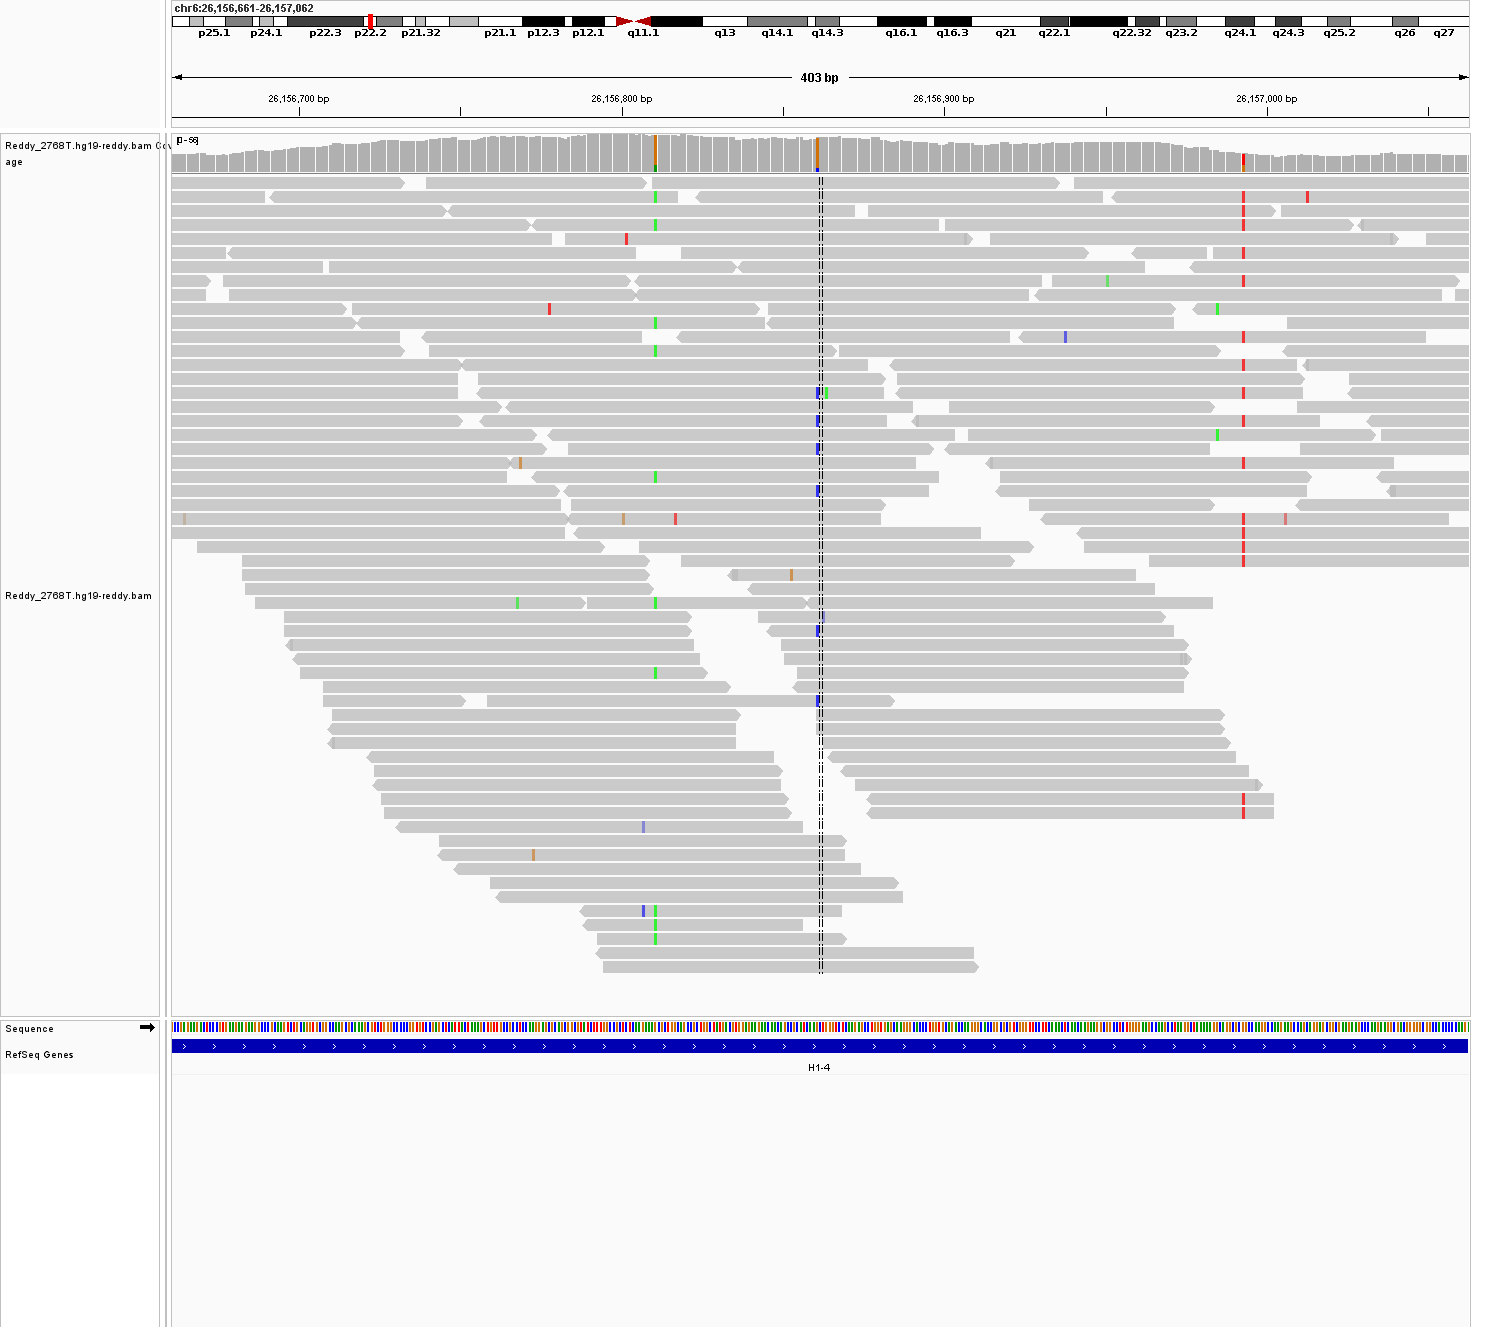 chr6:26,156,661-26,157,062
p25.1 p24.1 p22.3 p22.2 p21.32 p21.1 p12.3 p12.1 q11.1 q13 q14.1 q14.3 q16.1 q16.3 q21 q22.1 q22.32 q23.2 q24.1 q24.3 q25.2 q26 q27
403 bp
26,156,700 bp 26,156,800 bp 26,156,900 bp 26,157,000 bp
[0-56]
Reddy_2768T.hg19-reddy.bam Cov
age
Reddy_2768T.hg19-reddy.bam
Sequence
RefSeq Genes
H1-4